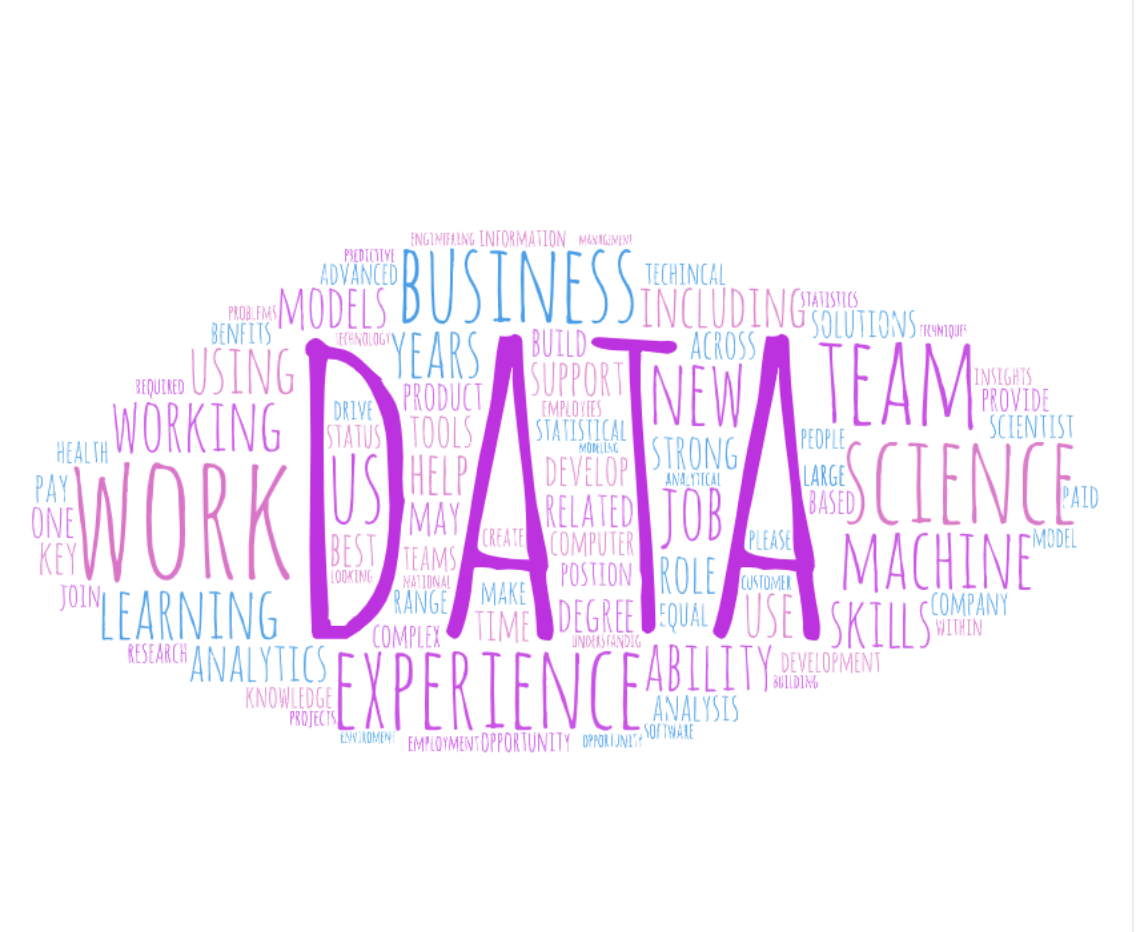 ENGINEERING INFORMATION MANAGEMENT
PREDICTIVE
ADVANCED BUSINESS TECHINCAL
MODELS INCLUDING STATISTICS
PROBLEMS SOLUTIONS
BENEFITS TECHNOLOGY YEARS BUILD ACROSS TECHNIQUES
USING SUPPORT NEW TEAM INSIGHTS
REQUIRED PRODUCT PROVIDE
WORKING DRIVE EMPLOYEES SCIENTIST
STATUS TOOLS STATISTICAL PEOPLE
HEALTH MODELING STRONG
DATA
PAY WORK US HELP DEVELOP ANALYTICAL LARGE SCIENCE PAID
ONE MAY RELATED JOB BASED
KEY BEST CREATE COMPUTER PLEASE MODEL
LOOKING TEAMS POSTION ROLE MACHINE
NATIONAL CUSTOMER
JOIN LEARNING RANGE MAKE EQUAL USE SKILLS COMPANY
COMPLEX TIME DEGREE WITHIN
UNDERSTANDIG
RESEARCH ANALYTICS EXPERIENCE ABILITY DEVELOPMENT
BUILDING
KNOWLEDGE ANALYSIS
PROJECTS SOFTWARE
ENVIROMENT EMPLOYMENT OPPORTUNITY OPPORTUNITY